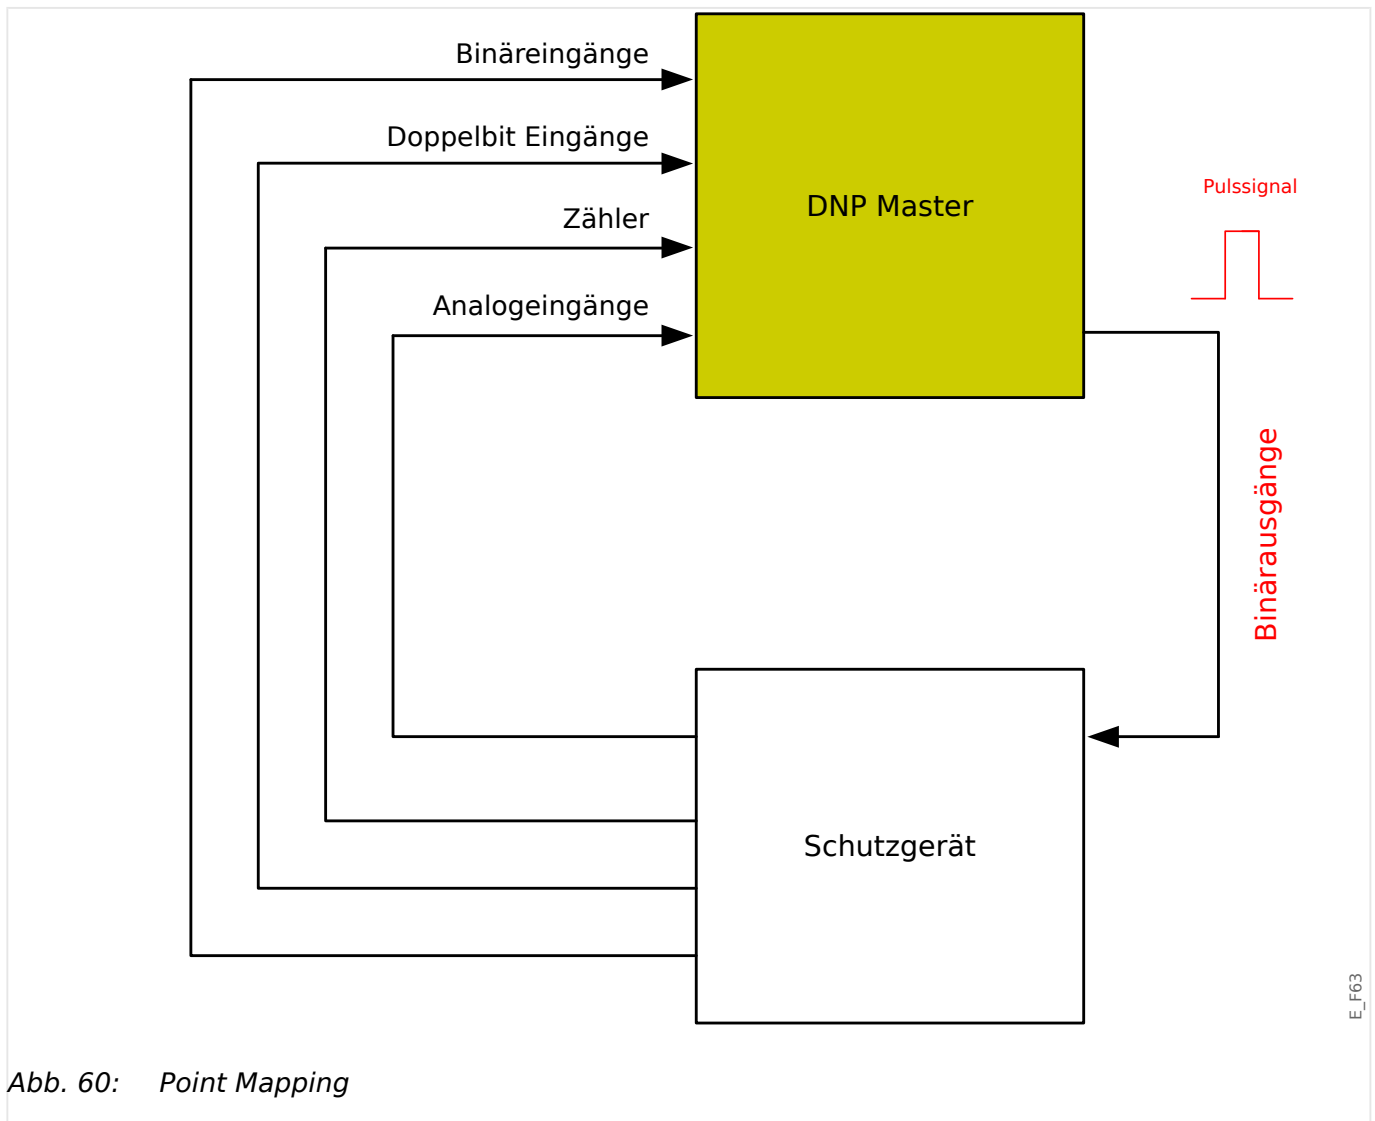 Binäreingänge
Doppelbit Eingänge
Zähler
Analogeingänge
DNP Master
Pulssignal
Binärausgänge
Schutzgerät
E_F63
Abb. 60: Point Mapping